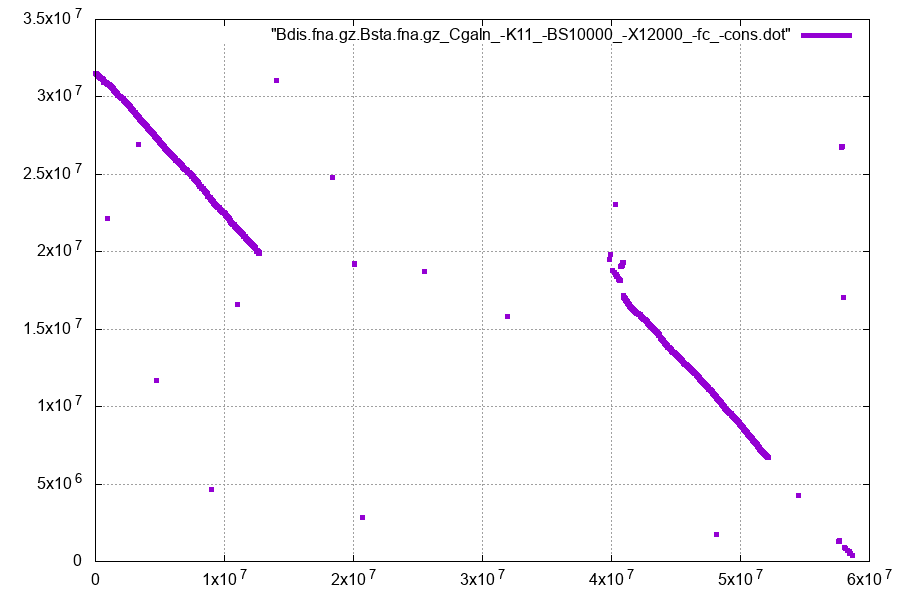 3.5x10^7
"Bdis.fna.gz.Bsta.fna.gz_Cgaln_-K11_-BS10000_-X12000_-fc_-cons.dot"
3x10^7
2.5x10^7
2x10^7
1.5x10^7
1x10^7
5x10^6
0
0 1x10^7 2x10^7 3x10^7 4x10^7 5x10^7 6x10^7